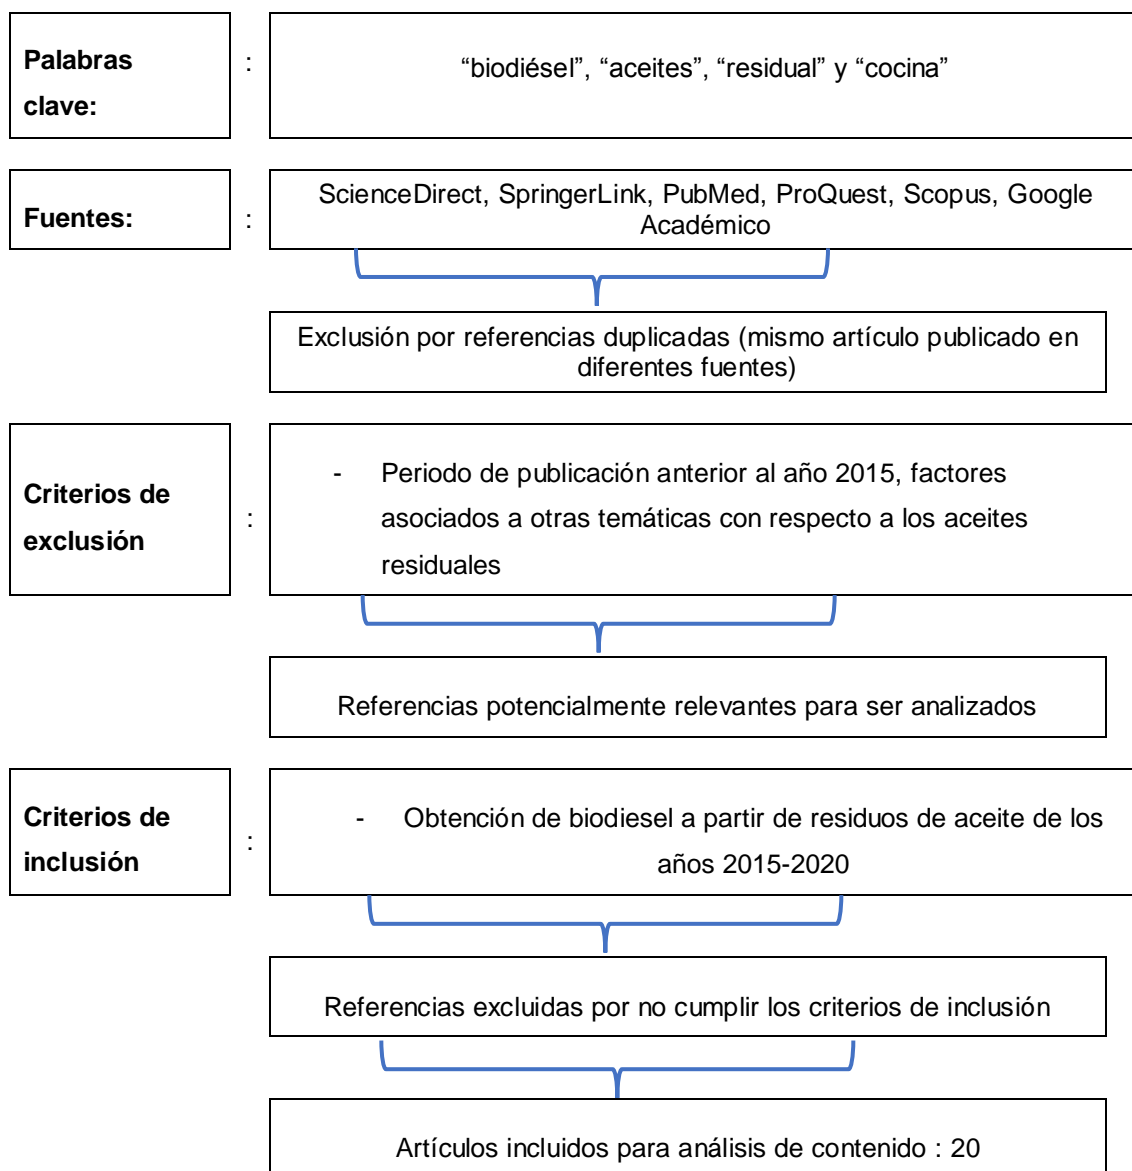 Palabras
clave:
:
“biodiésel”, “aceites”, “residual” y “cocina”
Fuentes:
:
ScienceDirect, SpringerLink, PubMed, ProQuest, Scopus, Google
Académico
Exclusión por referencias duplicadas (mismo artículo publicado en
diferentes fuentes)
Criterios de
exclusión
:
- Periodo de publicación anterior al año 2015, factores
asociados a otras temáticas con respecto a los aceites
residuales
Referencias potencialmente relevantes para ser analizados
Criterios de
inclusión
:
- Obtención de biodiesel a partir de residuos de aceite de los
años 2015-2020
Referencias excluidas por no cumplir los criterios de inclusión
Artículos incluidos para análisis de contenido : 20